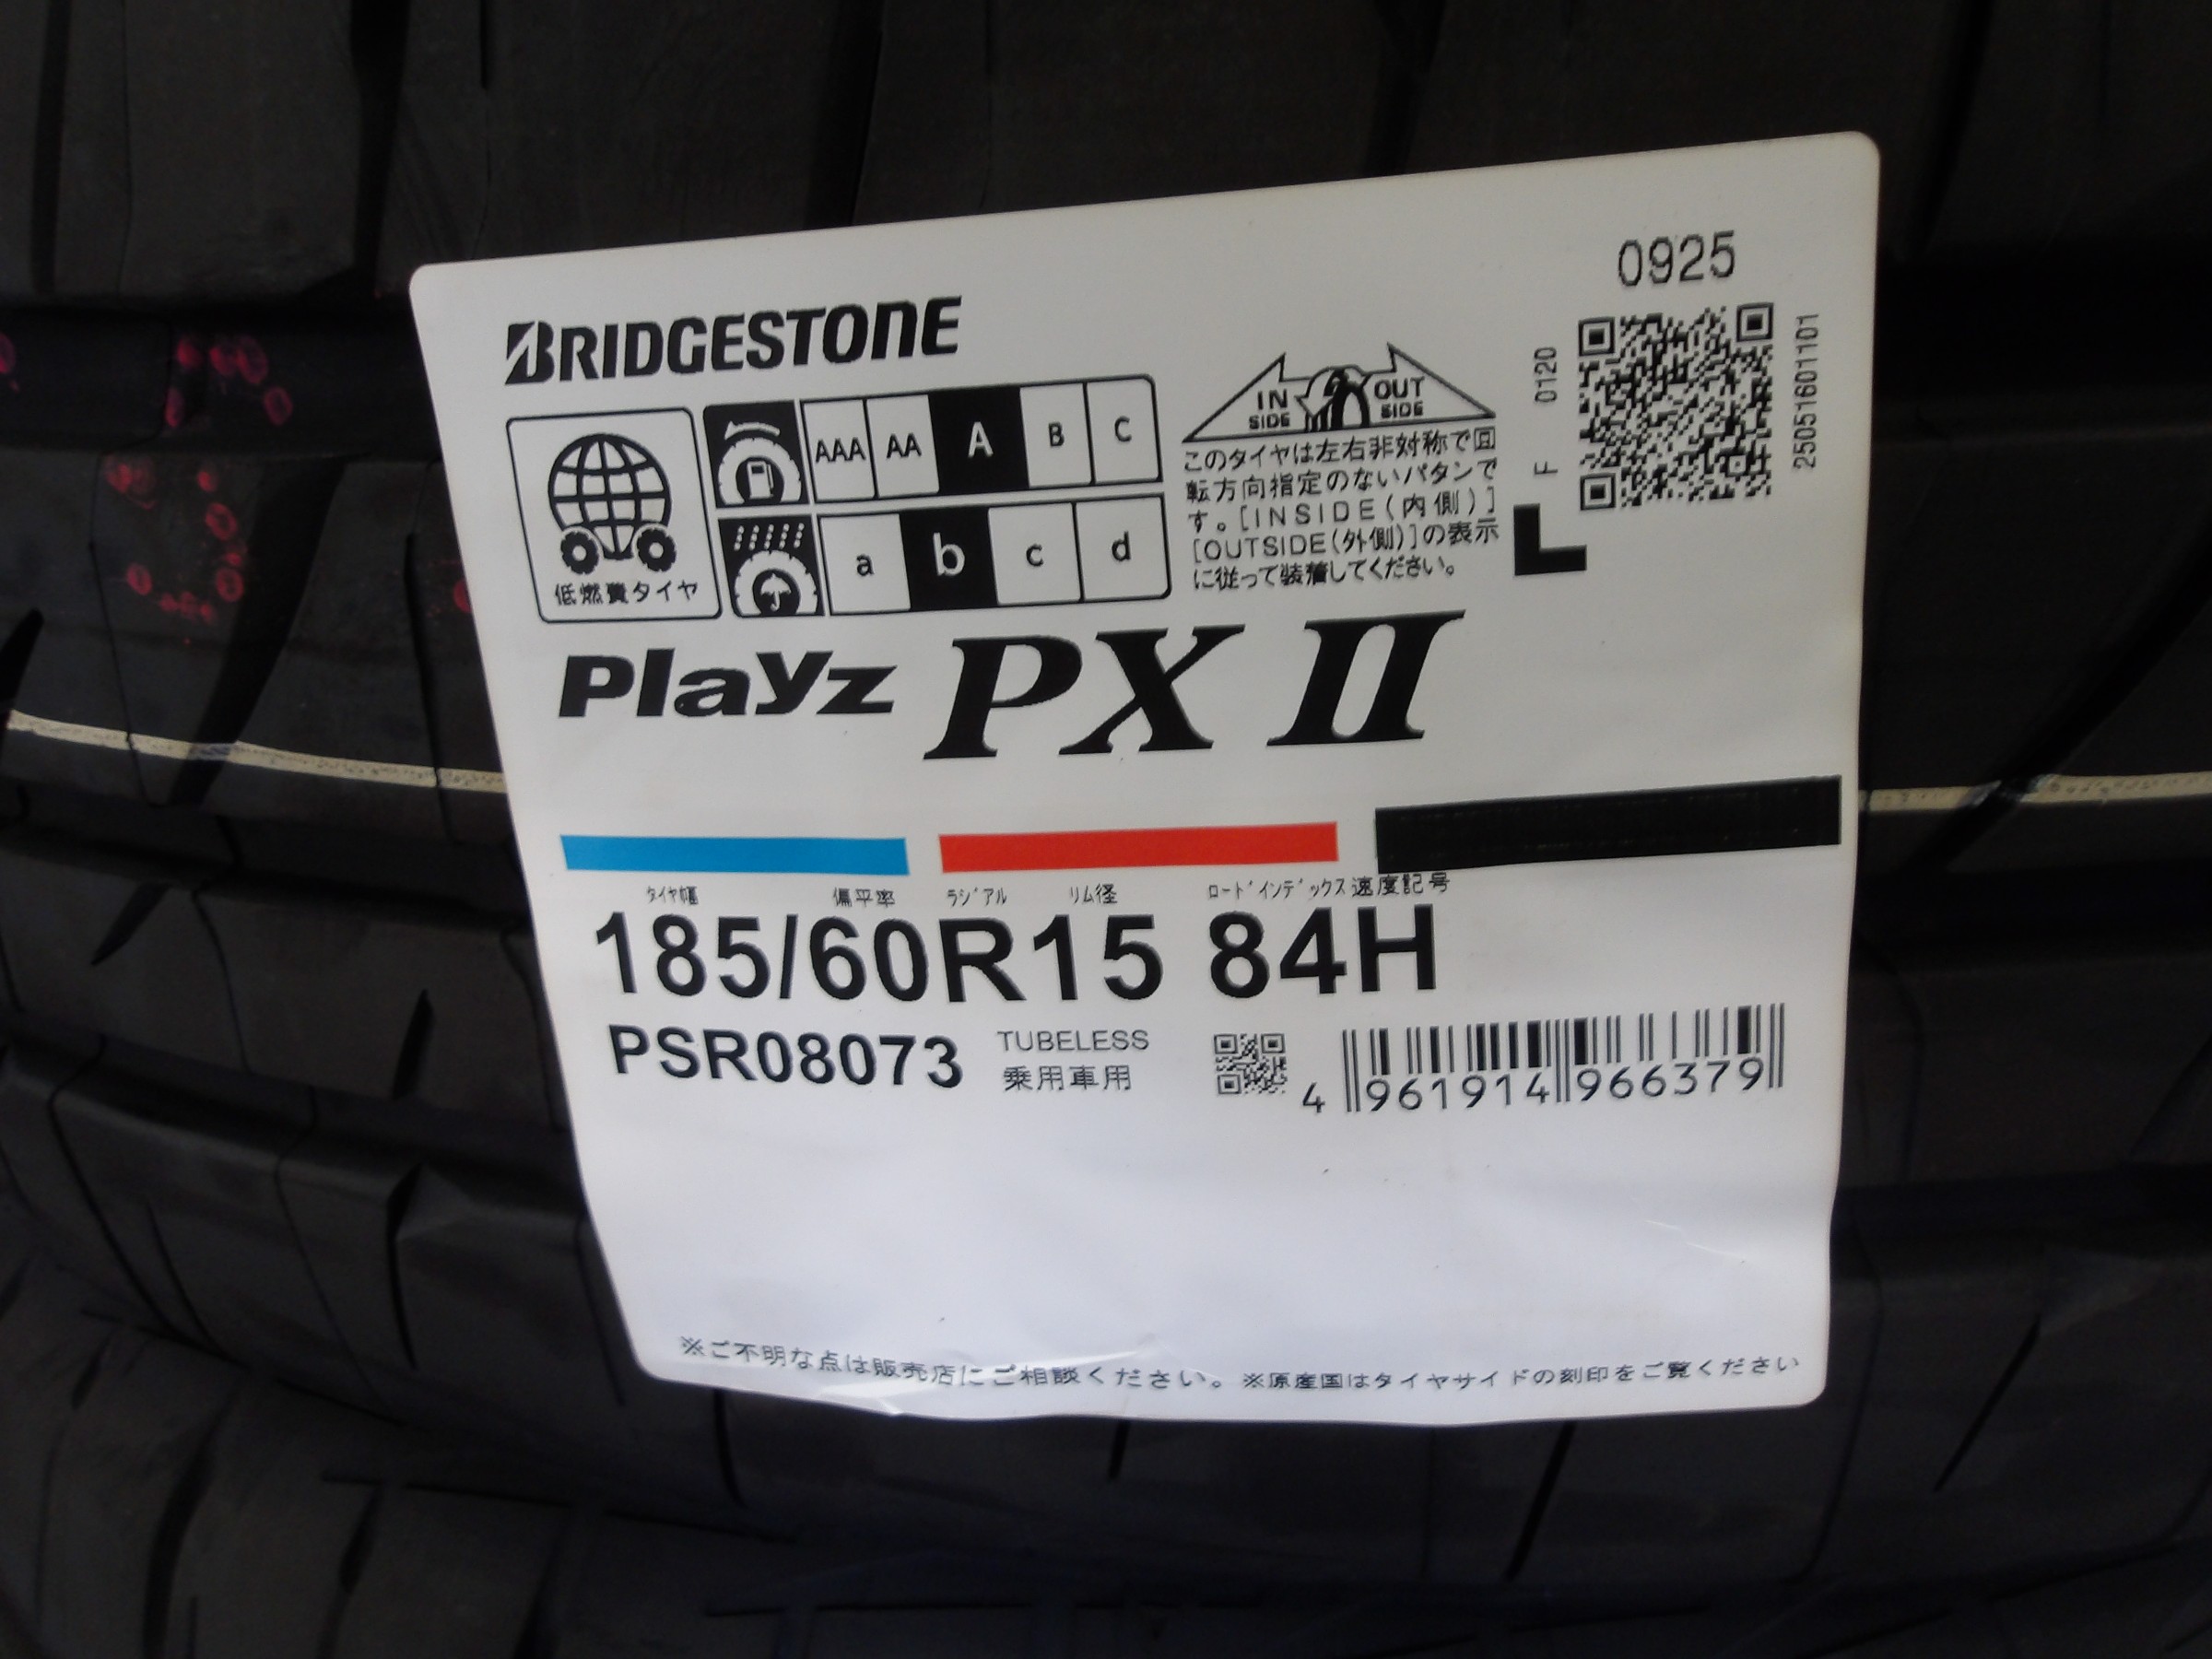 0925
BRIDGESTONE
F 0120
25051601101
AAA AA A B C
a b c d
低燃費タイヤ
IN SIDE OUT SIDE
このタイヤは左右非対称で回
転方向指定のないパタンで
す。[INSIDE(内側)]
[OUTSIDE(外側)]の表示
に従って装着してください。
L
Playz PX II
タイヤ幅 偏平率 ラジアル リム径 ロードインデックス 速度記号
185/60R15 84H
PSR08073 TUBELESS
乗用車用
4 961914 966379
※ご不明な点は販売店にご相談ください。※原産国はタイヤサイドの刻印をご覧ください